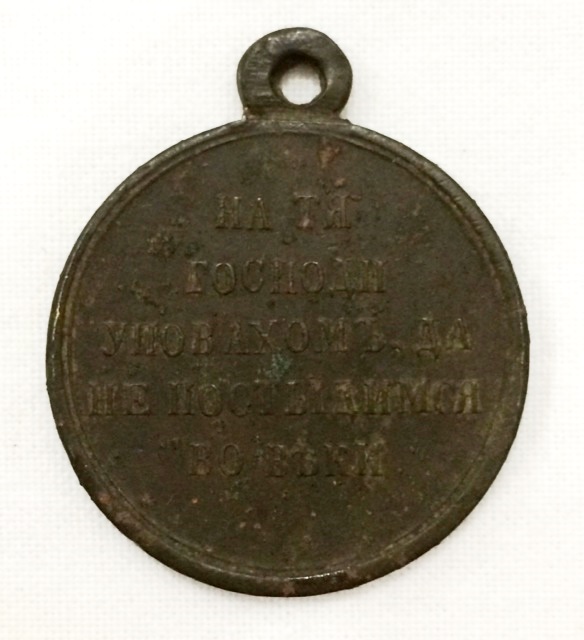 НА ТЯ
ГОСПОДИ
УПОВАХОМЪ, ДА
НЕ ПОСТЫДИМСЯ
ВО ВѢКИ